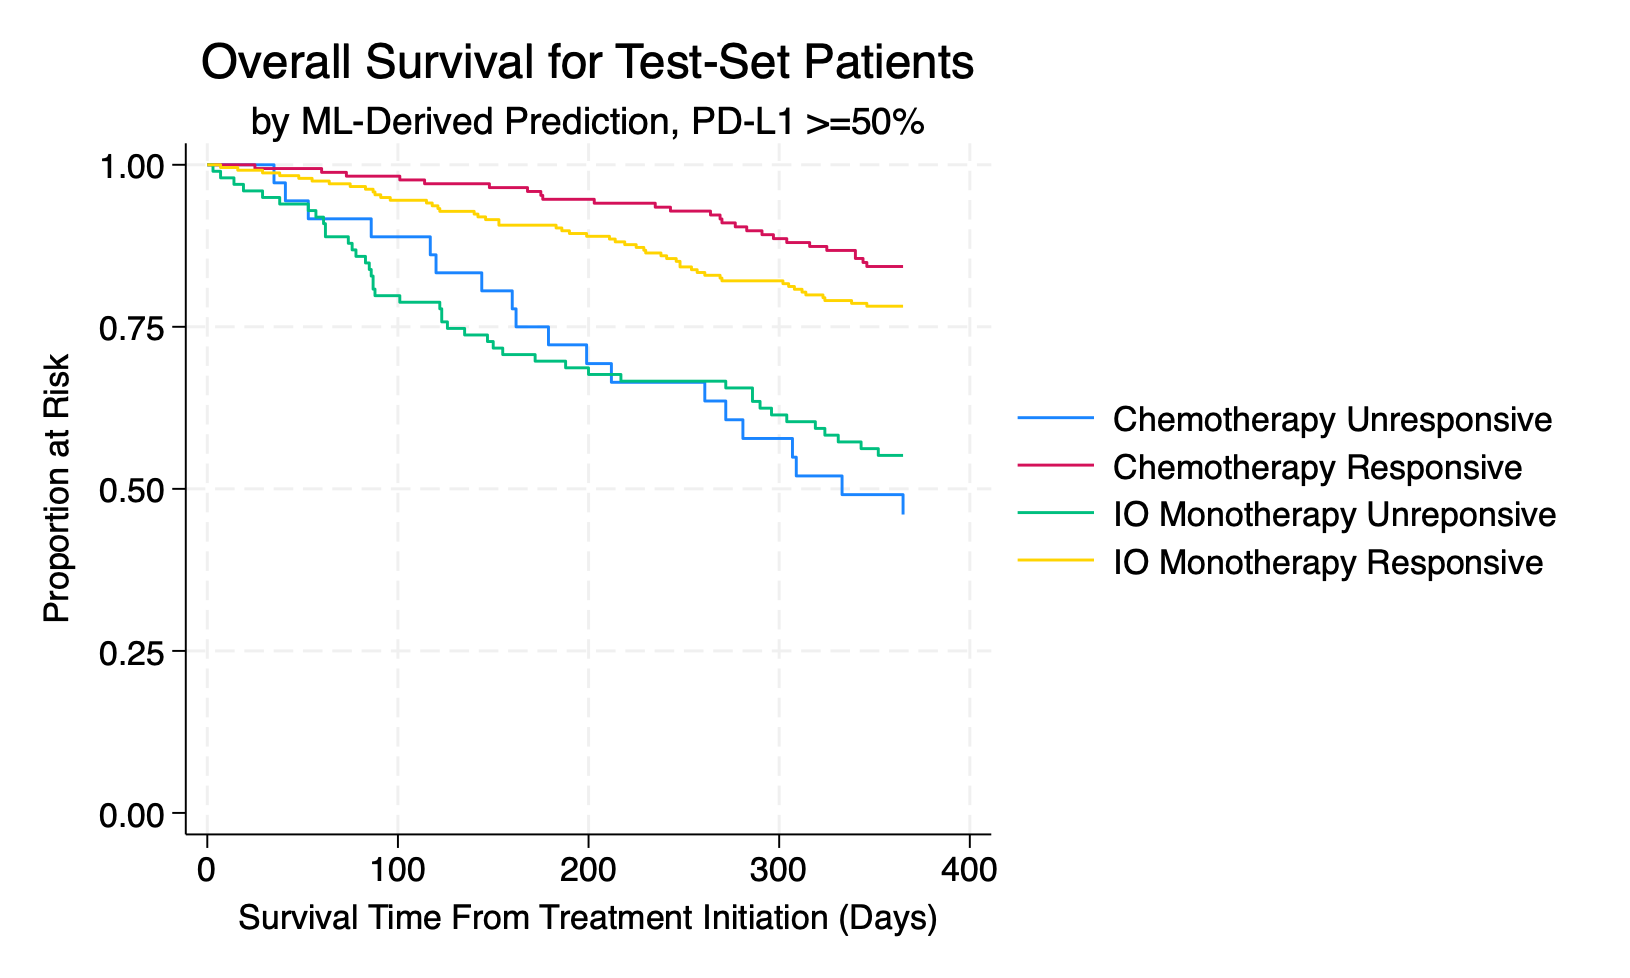 Overall Survival for Test-Set Patients
by ML-Derived Prediction, PD-L1 >=50%
Proportion at Risk
1.00
0.75
0.50
0.25
0.00
0 100 200 300 400
Survival Time From Treatment Initiation (Days)
Chemotherapy Unresponsive
Chemotherapy Responsive
IO Monotherapy Unreponsive
IO Monotherapy Responsive